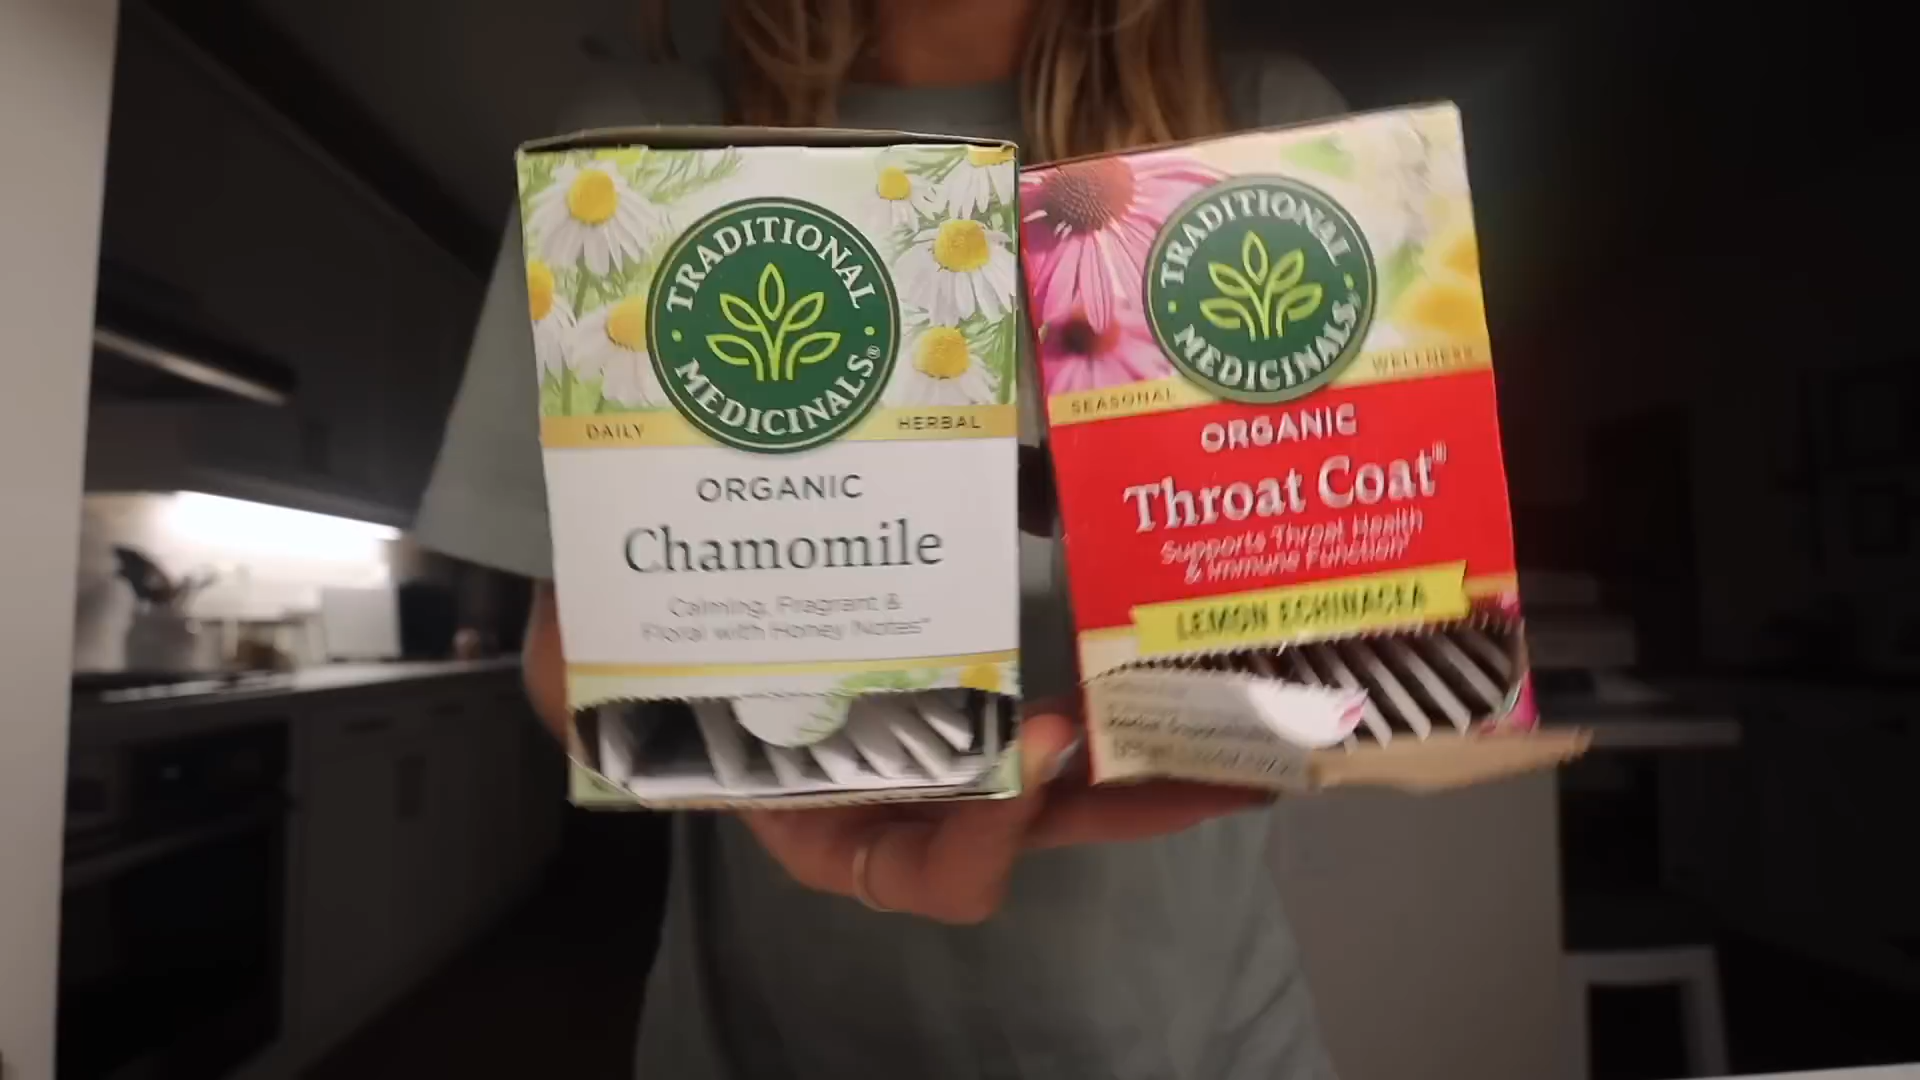 TRADITIONAL
MEDICINALS®
DAILY
HERBAL
ORGANIC
Chamomile
Calming, Fragrant &
Floral with Honey Notes*
TRADITIONAL
MEDICINALS®
SEASONAL
WELLNESS
ORGANIC
Throat Coat®
Supports Throat Health
& Immune Function*
LEMON ECHINACEA